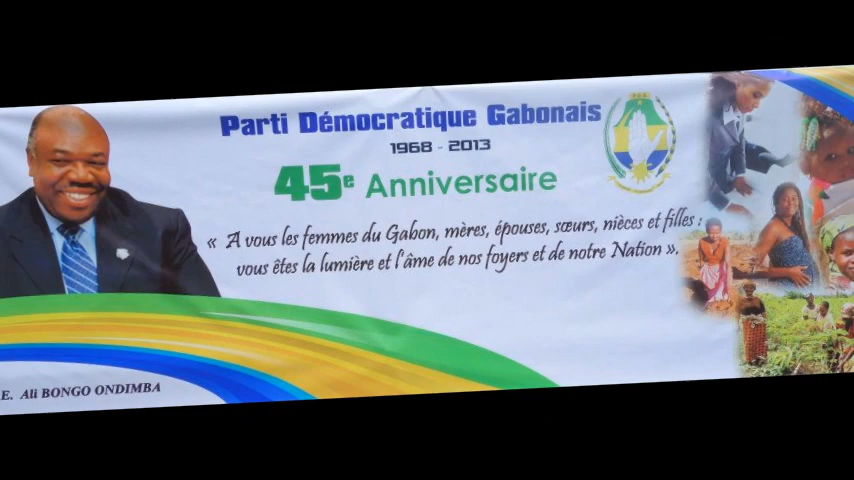 Parti Démocratique Gabonais
1968 - 2013
45e Anniversaire
« A vous les femmes du Gabon, mères, épouses, sœurs, nièces et filles :
vous êtes la lumière et l'âme de nos foyers et de notre Nation ».
E. Ali BONGO ONDIMBA